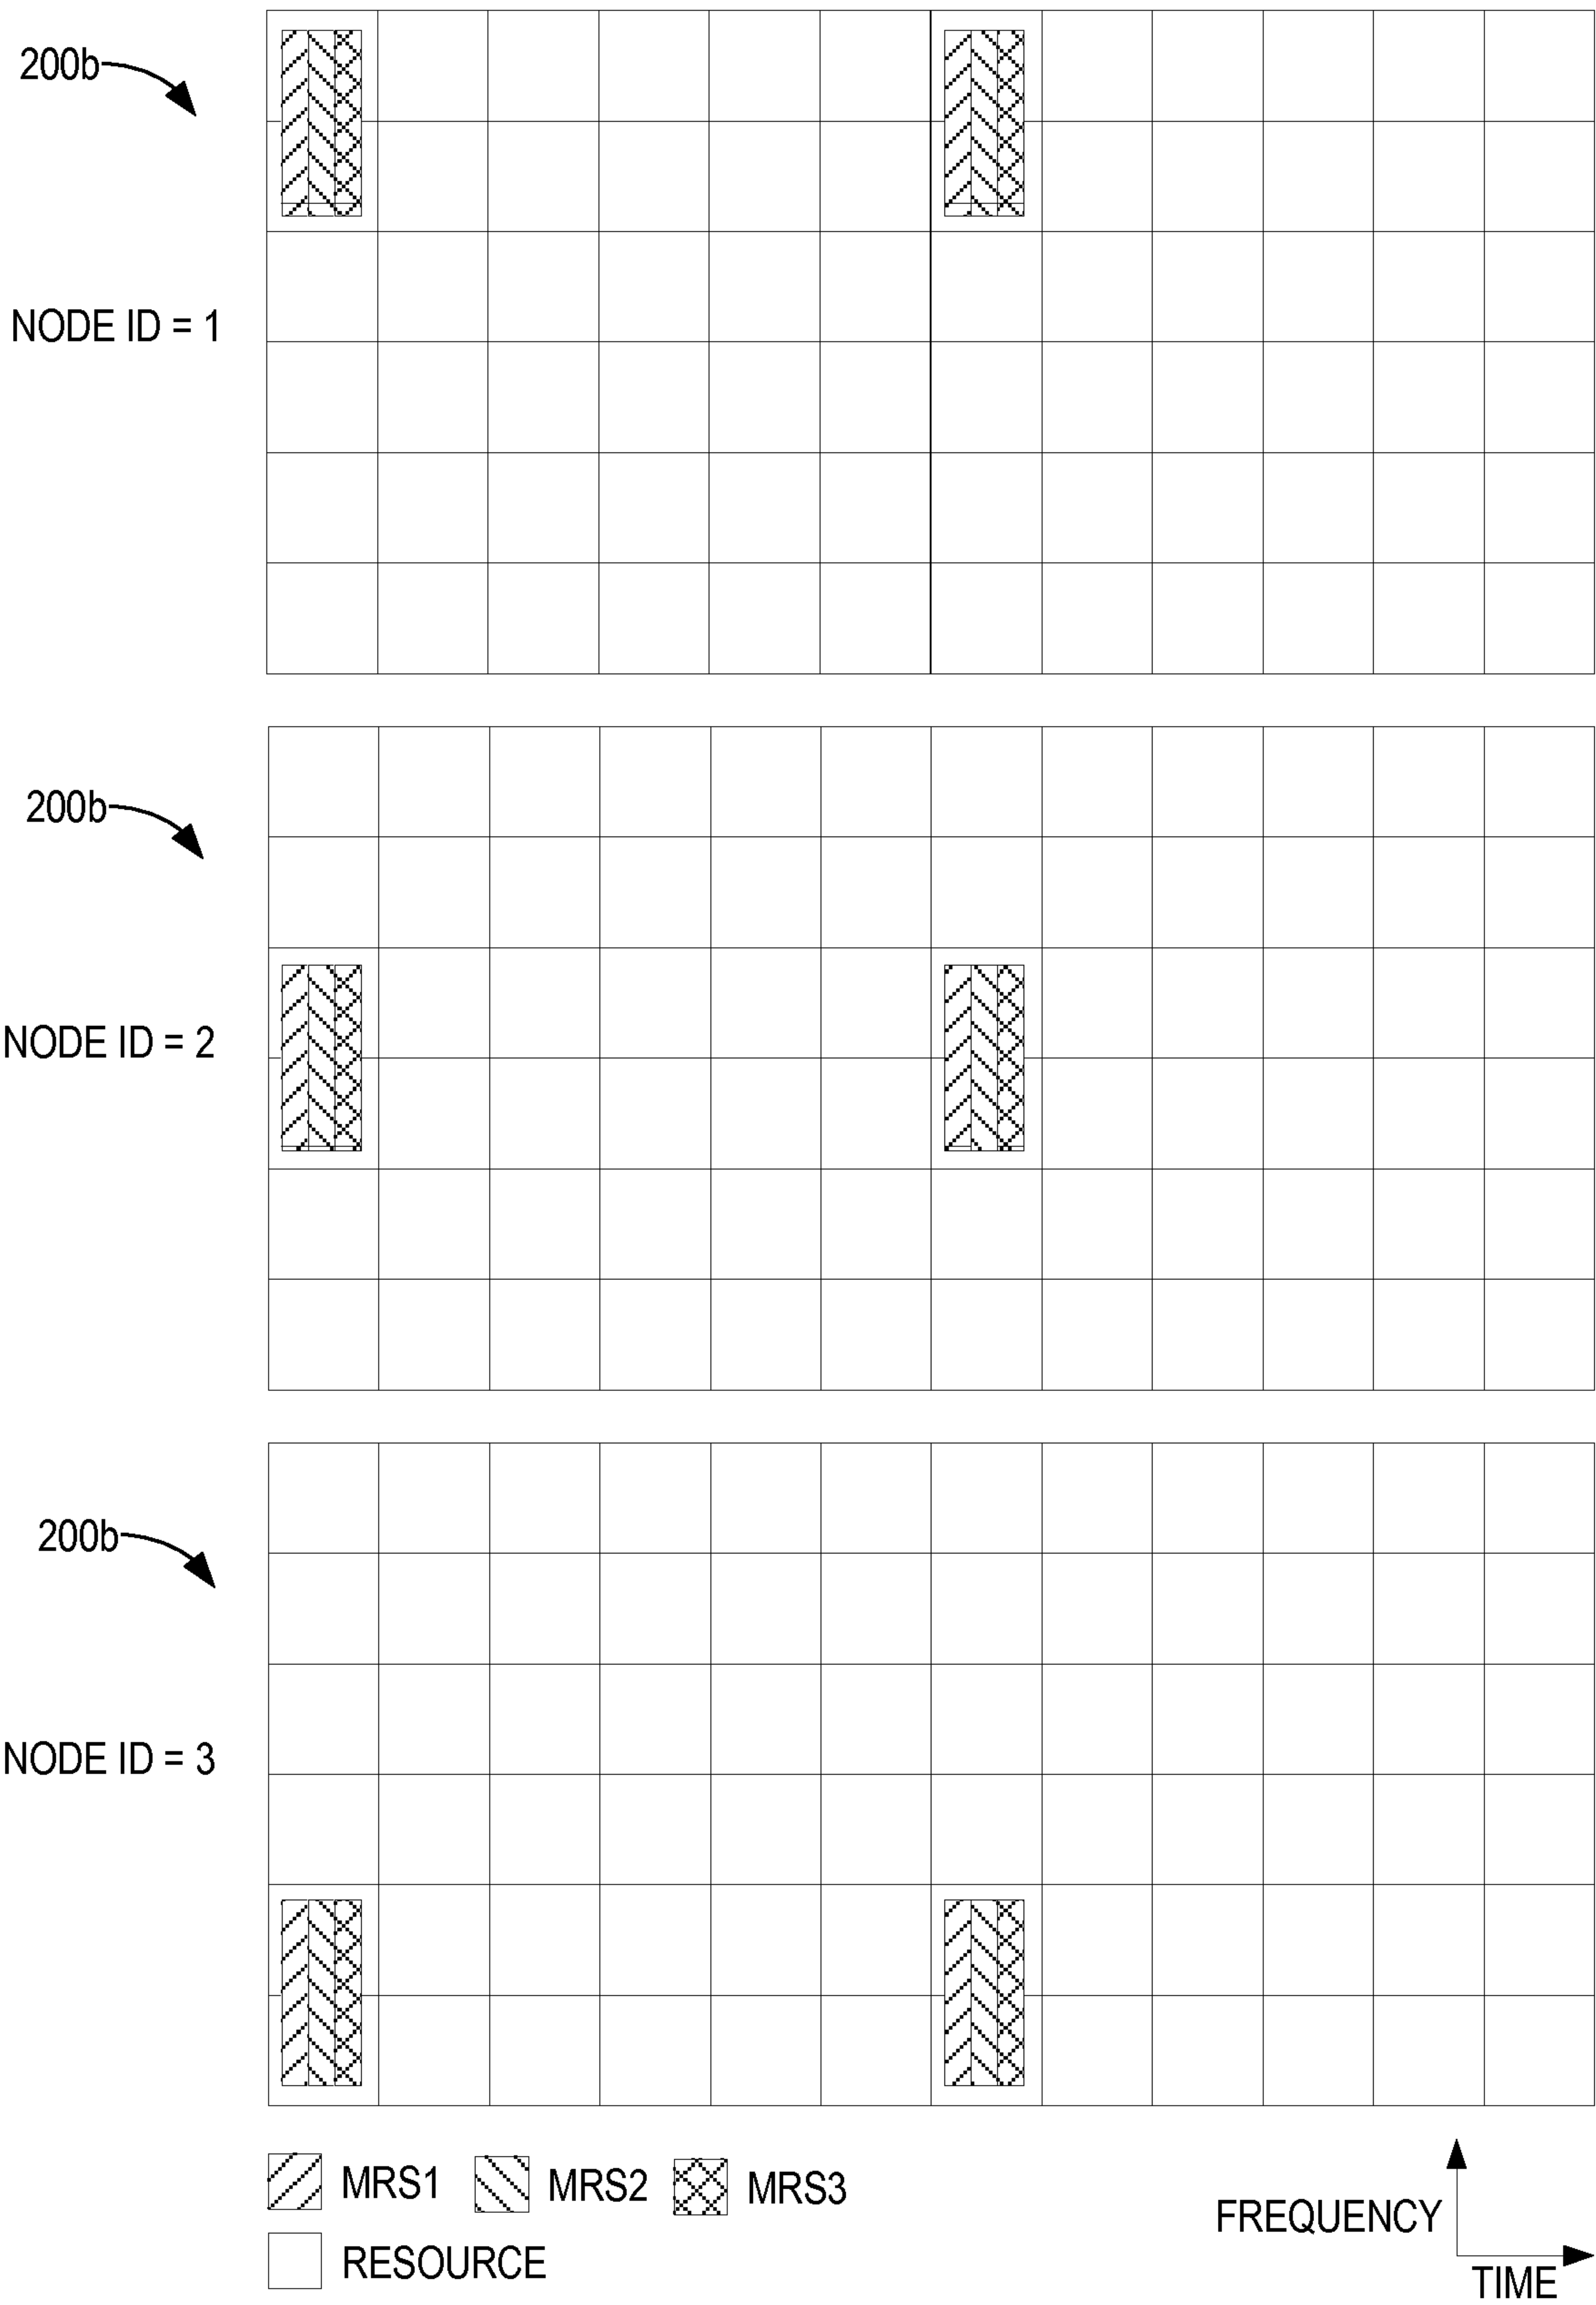 200b
NODE ID = 1
200b
NODE ID = 2
200b
NODE ID = 3
MRS1 MRS2 MRS3
RESOURCE
FREQUENCY
TIME